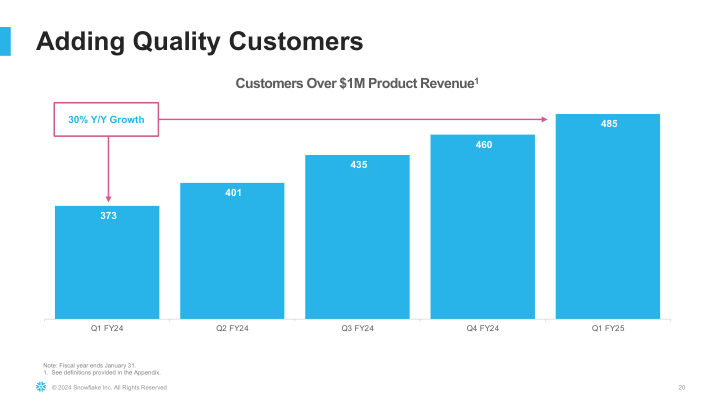 Adding Quality Customers
Customers Over $1M Product Revenue¹
30% Y/Y Growth
373
401
435
460
485
Q1 FY24
Q2 FY24
Q3 FY24
Q4 FY24
Q1 FY25
Note: Fiscal year ends January 31.
1. See definitions provided in the Appendix.
© 2024 Snowflake Inc. All Rights Reserved
20